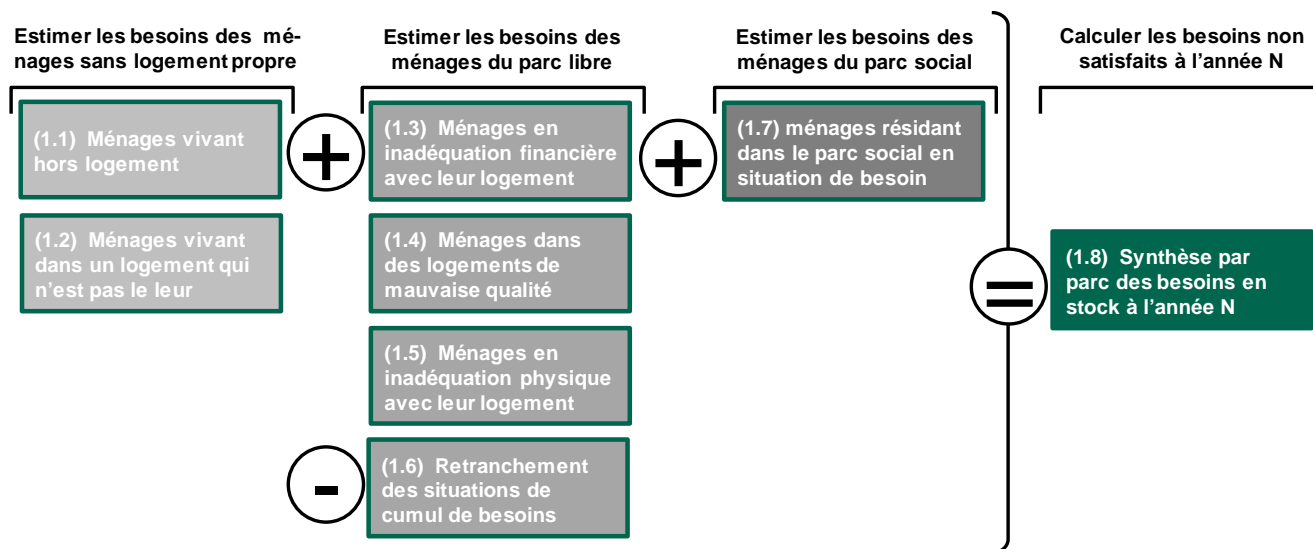 Estimer les besoins des mé-
nages sans logement propre
(1.1) Ménages vivant
hors logement
(1.2) Ménages vivant
dans un logement qui
n'est pas le leur
+
Estimer les besoins des
ménages du parc libre
(1.3) Ménages en
inadéquation financière
avec leur logement
(1.4) Ménages dans
des logements de
mauvaise qualité
(1.5) Ménages en
inadéquation physique
avec leur logement
-
(1.6) Retranchement
des situations de
cumul de besoins
+
Estimer les besoins des
ménages du parc social
(1.7) ménages résidant
dans le parc social en
situation de besoin
=
Calculer les besoins non
satisfaits à l'année N
(1.8) Synthèse par
parc des besoins en
stock à l'année N